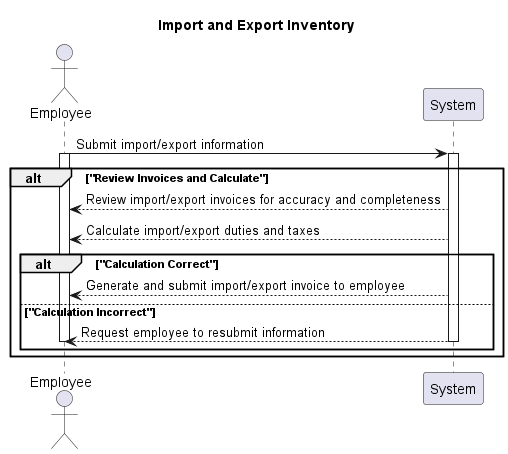 Import and Export Inventory
Employee
System
Submit import/export information
alt
["Review Invoices and Calculate"]
Review import/export invoices for accuracy and completeness
Calculate import/export duties and taxes
alt
["Calculation Correct"]
Generate and submit import/export invoice to employee
["Calculation Incorrect"]
Request employee to resubmit information
Employee
System